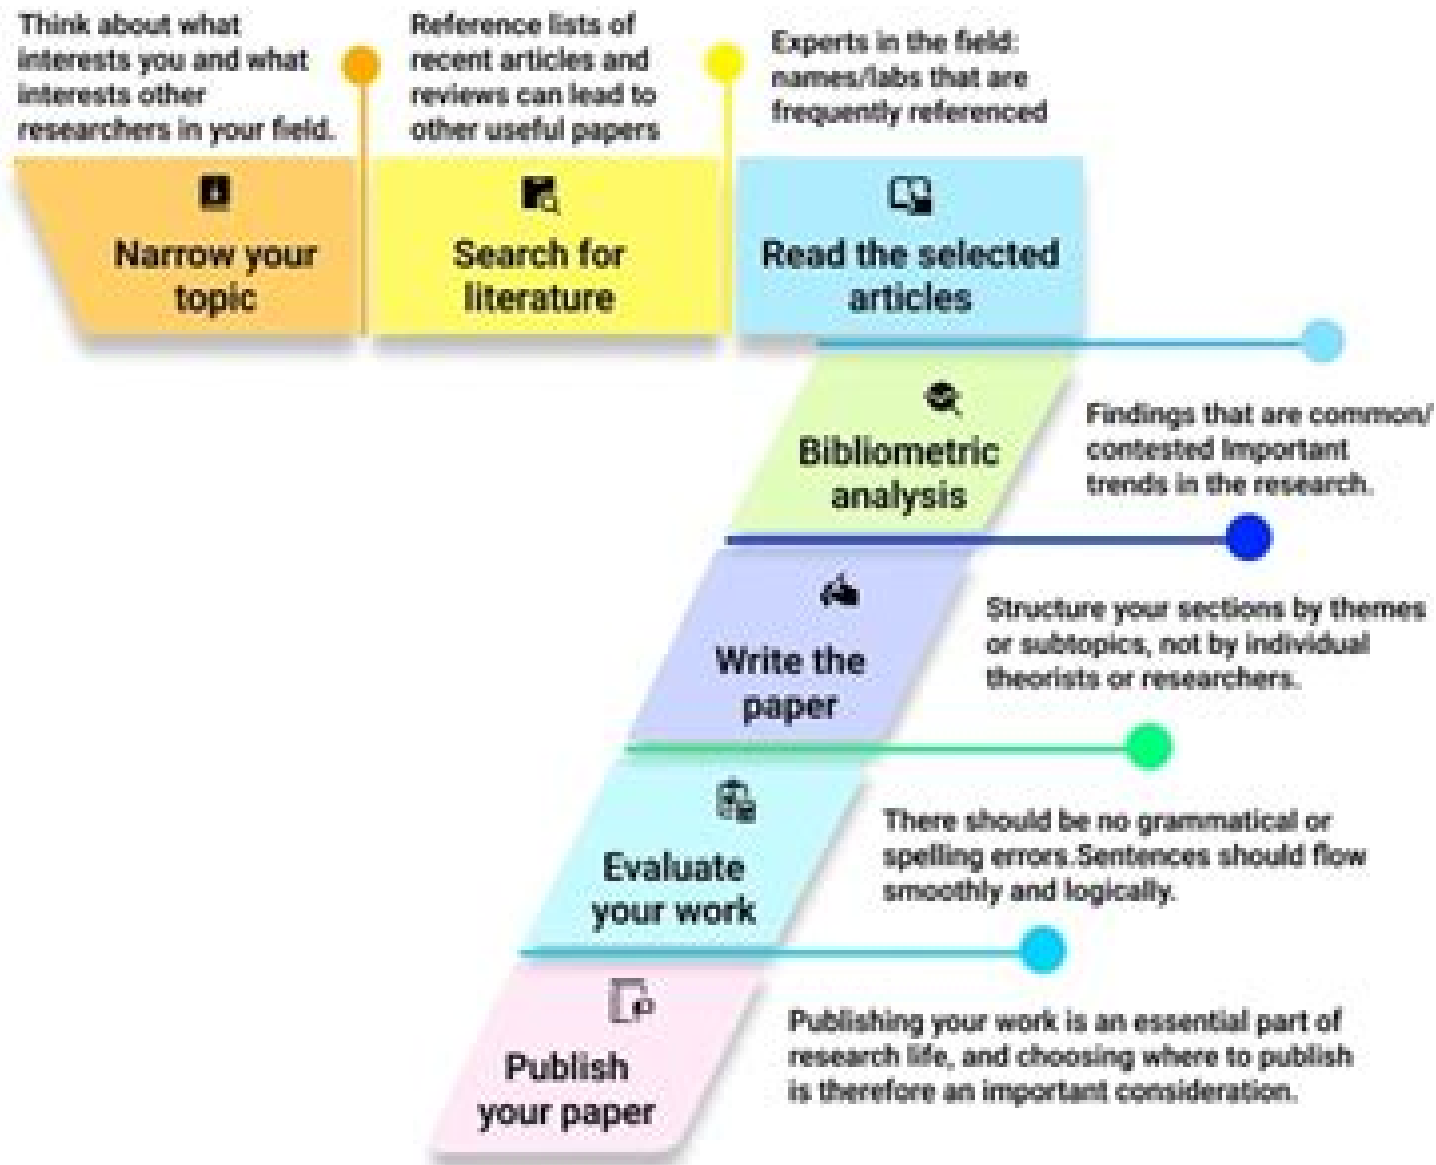 Think about what
interests you and what
interests other
researchers in your field.
Reference lists of
recent articles and
reviews can lead to
other useful papers
Experts in the field:
names/labs that are
frequently referenced
Narrow your
topic
Search for
literature
Read the selected
articles
Bibliometric
analysis
Findings that are common/
contested Important
trends in the research.
Write the
paper
Structure your sections by themes
or subtopics, not by individual
theorists or researchers.
Evaluate
your work
There should be no grammatical or
spelling errors.Sentences should flow
smoothly and logically.
Publish
your paper
Publishing your work is an essential part of
research life, and choosing where to publish
is therefore an important consideration.